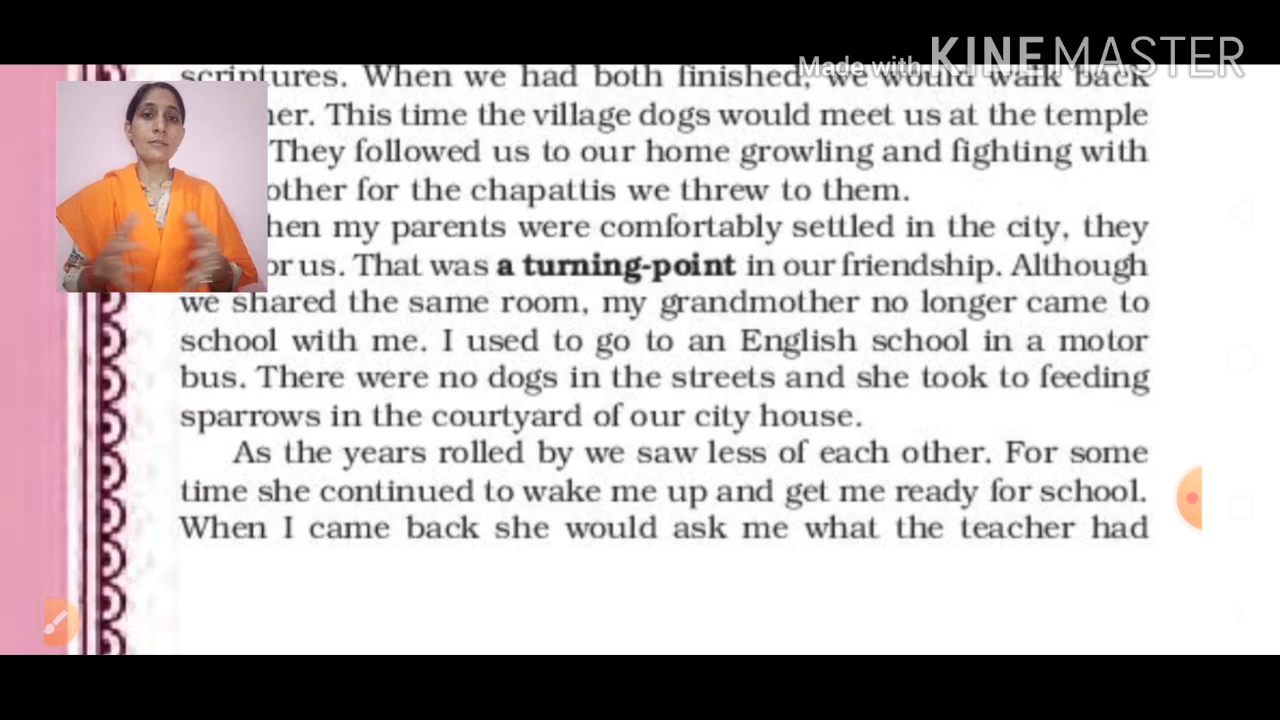 Made with KINEMASTER
scriptures. When we had both finished, we would walk back
her. This time the village dogs would meet us at the temple
They followed us to our home growling and fighting with
other for the chapattis we threw to them.
hen my parents were comfortably settled in the city, they
or us. That was a turning-point in our friendship. Although
we shared the same room, my grandmother no longer came to
school with me. I used to go to an English school in a motor
bus. There were no dogs in the streets and she took to feeding
sparrows in the courtyard of our city house.
As the years rolled by we saw less of each other. For some
time she continued to wake me up and get me ready for school.
When I came back she would ask me what the teacher had